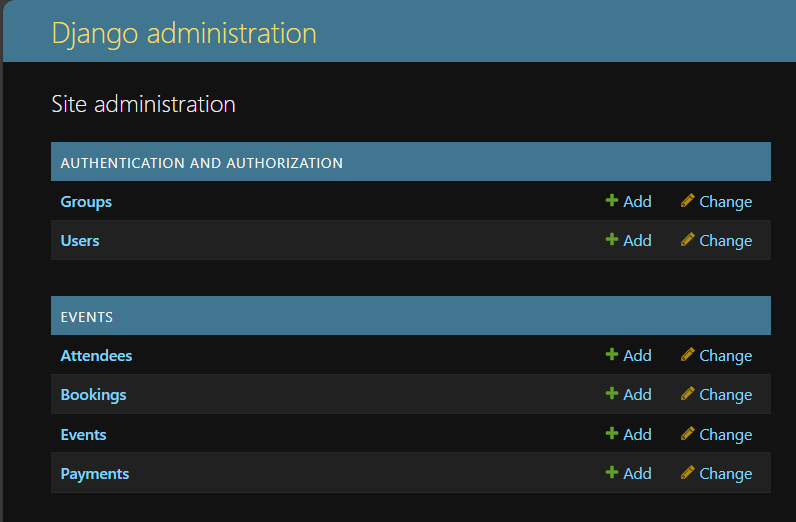 Django administration
Site administration
AUTHENTICATION AND AUTHORIZATION
Groups Add Change
Users Add Change
EVENTS
Attendees Add Change
Bookings Add Change
Events Add Change
Payments Add Change